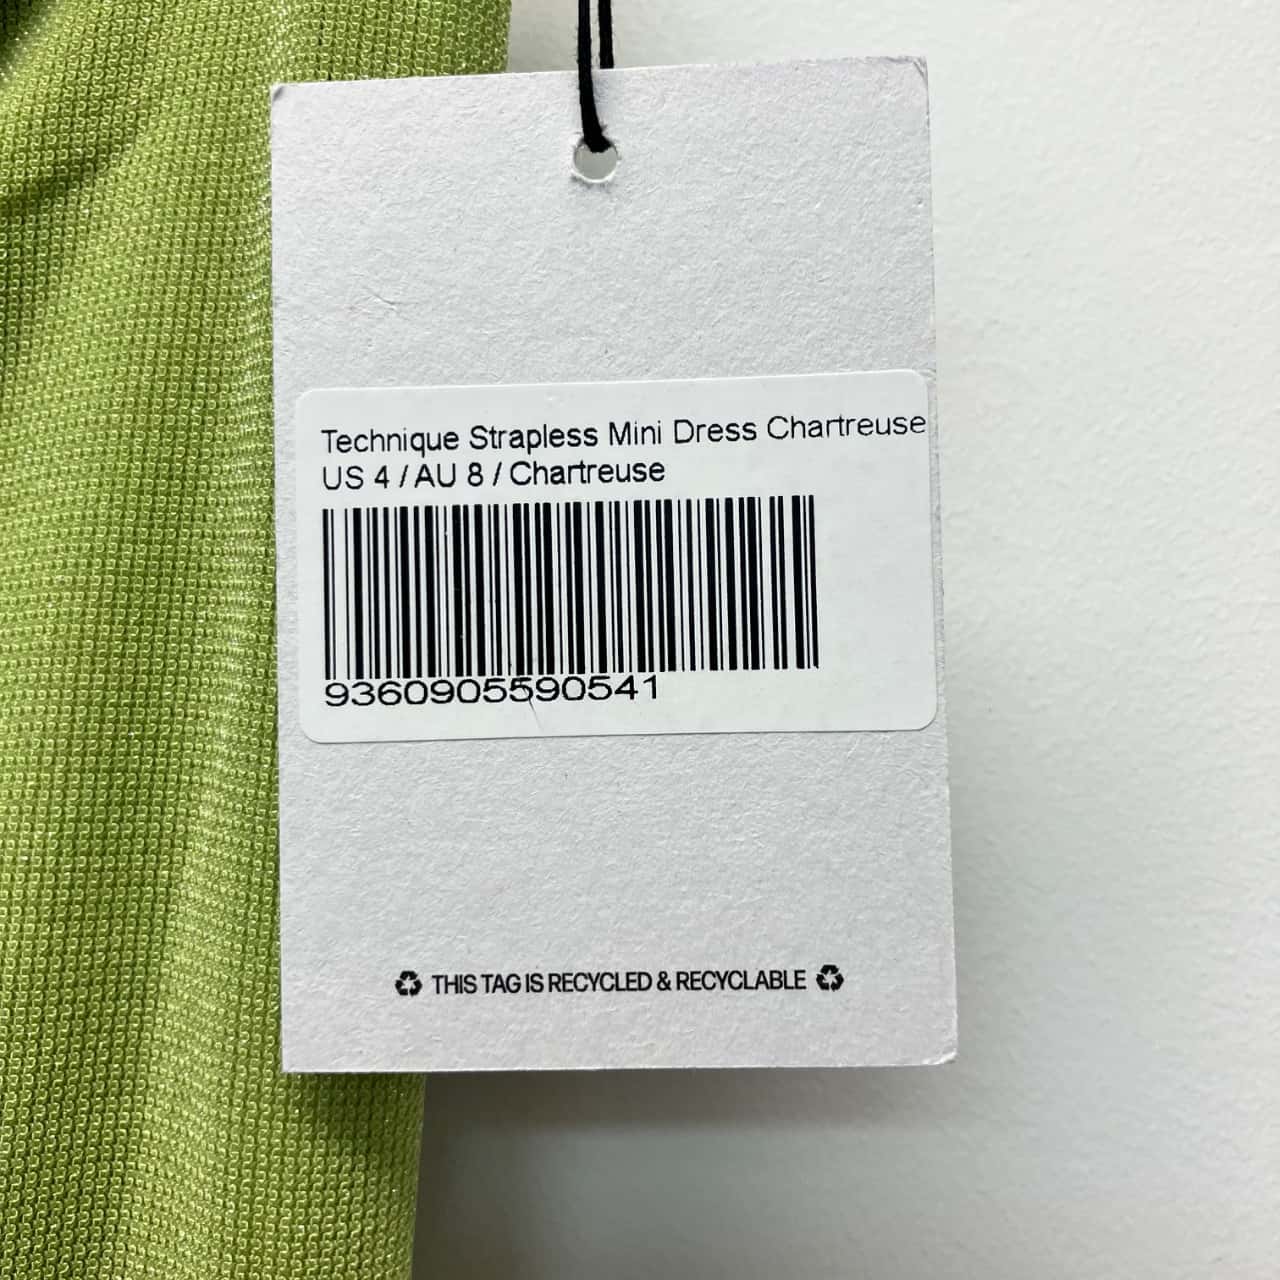 Technique Strapless Mini Dress Chartreuse
US 4 / AU 8 / Chartreuse
9360905590541
THIS TAG IS RECYCLED & RECYCLABLE